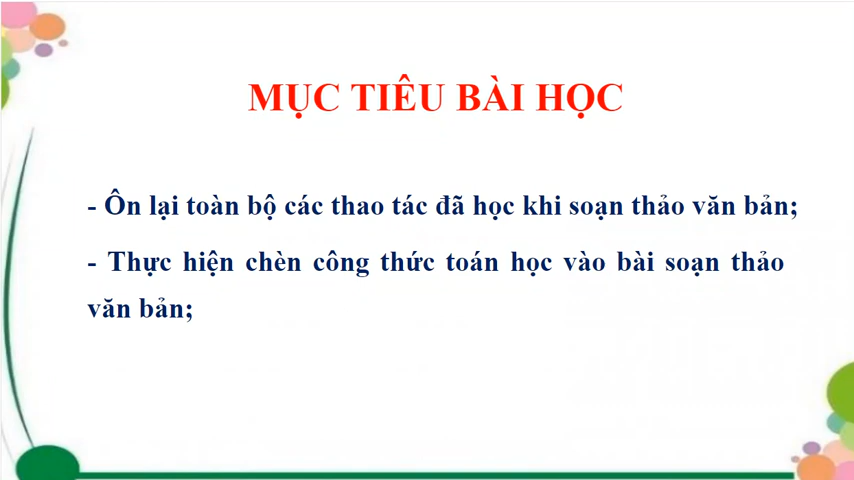 MỤC TIÊU BÀI HỌC
- Ôn lại toàn bộ các thao tác đã học khi soạn thảo văn bản;
- Thực hiện chèn công thức toán học vào bài soạn thảo
văn bản;